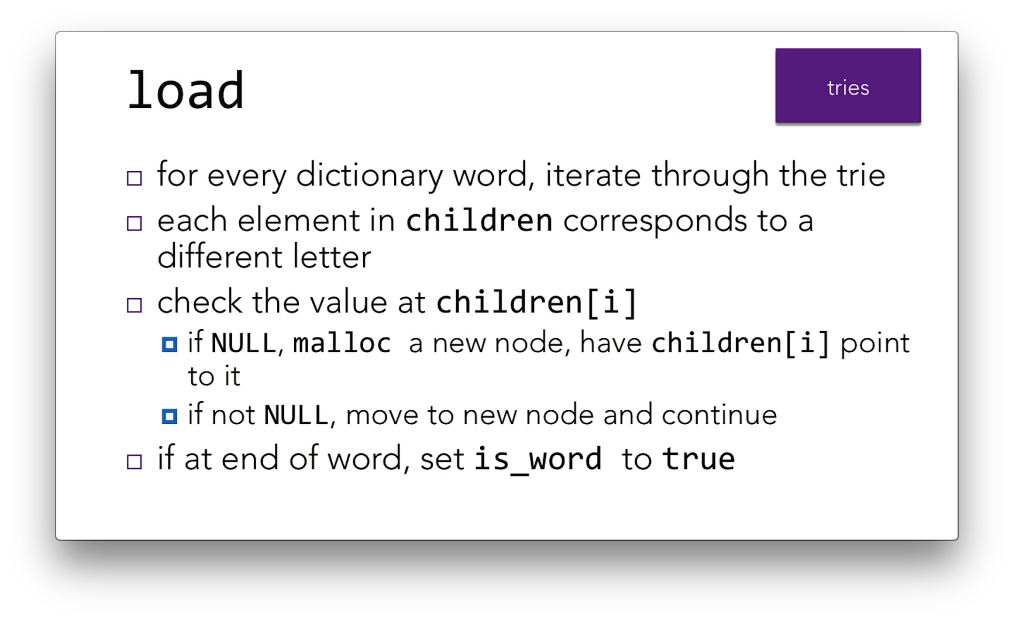 load
tries
for every dictionary word, iterate through the trie
each element in children corresponds to a
different letter
check the value at children[i]
if NULL, malloc a new node, have children[i] point
to it
if not NULL, move to new node and continue
if at end of word, set is_word to true